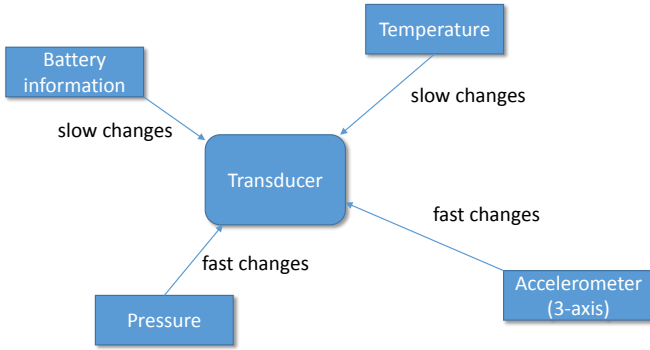 Temperature
Battery
information
slow changes
slow changes
Transducer
fast changes
fast changes
Accelerometer
(3-axis)
Pressure